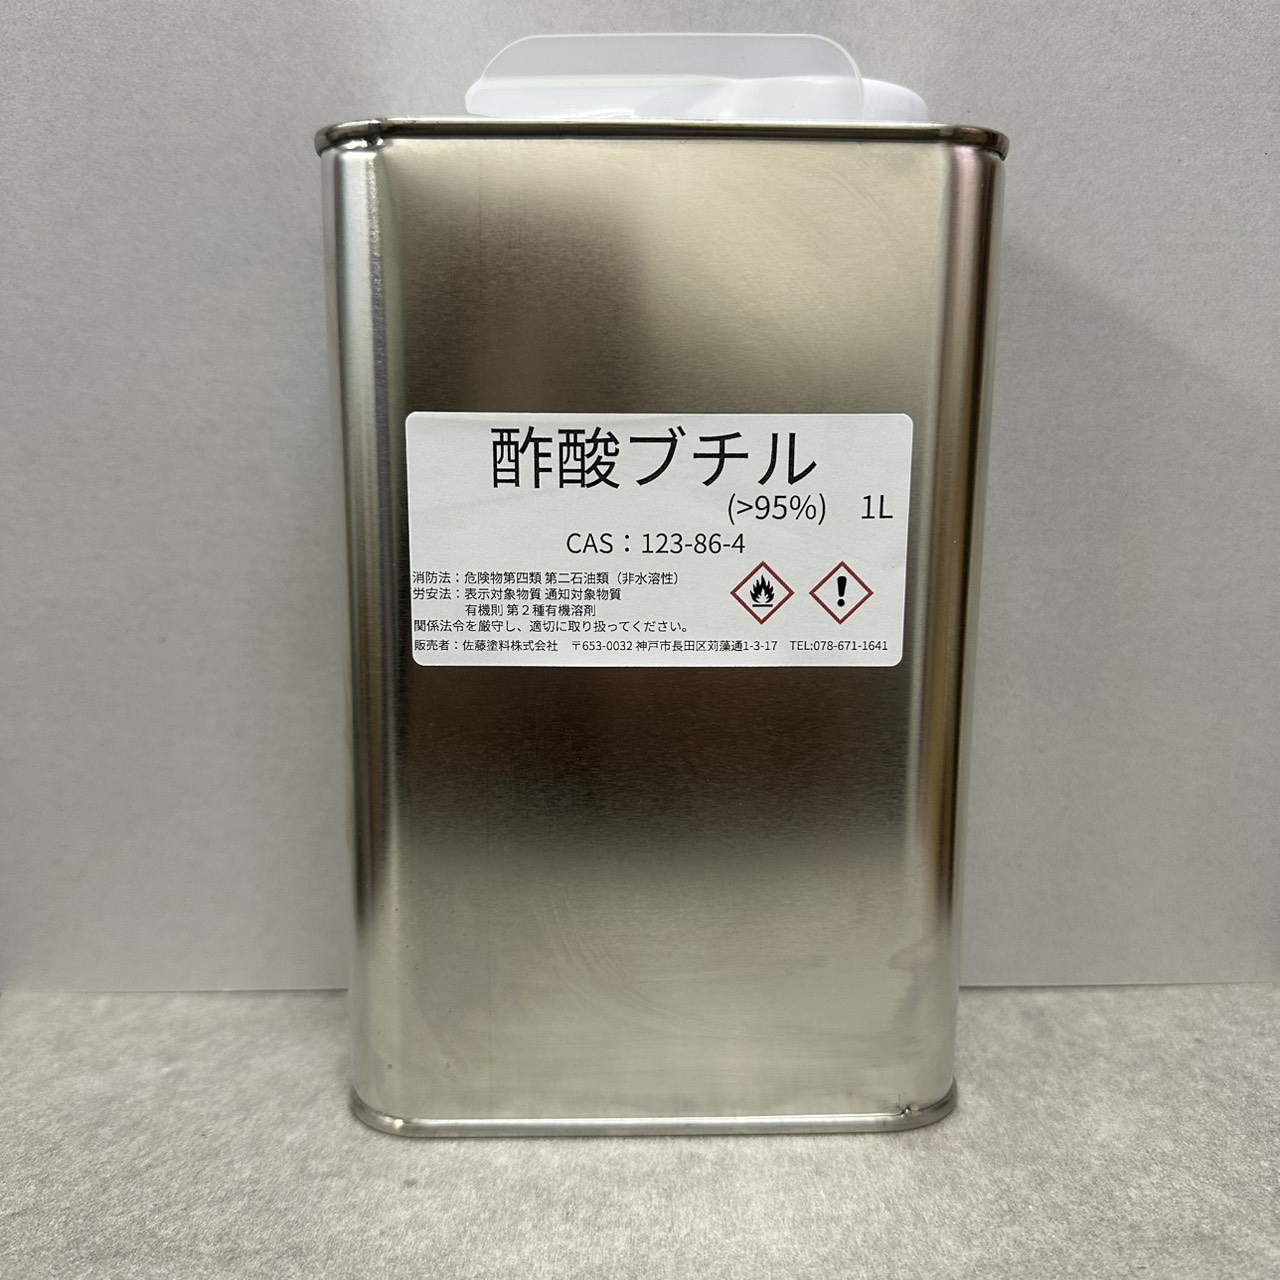 酢酸ブチル
(>95%) 1L
CAS：123-86-4
消防法：危険物第四類 第二石油類（非水溶性）
労安法：表示対象物質 通知対象物質
有機則 第２種有機溶剤
関係法令を厳守し、適切に取り扱ってください。
販売者：佐藤塗料株式会社 〒653-0032 神戸市長田区苅藻通1-3-17 TEL:078-671-1641